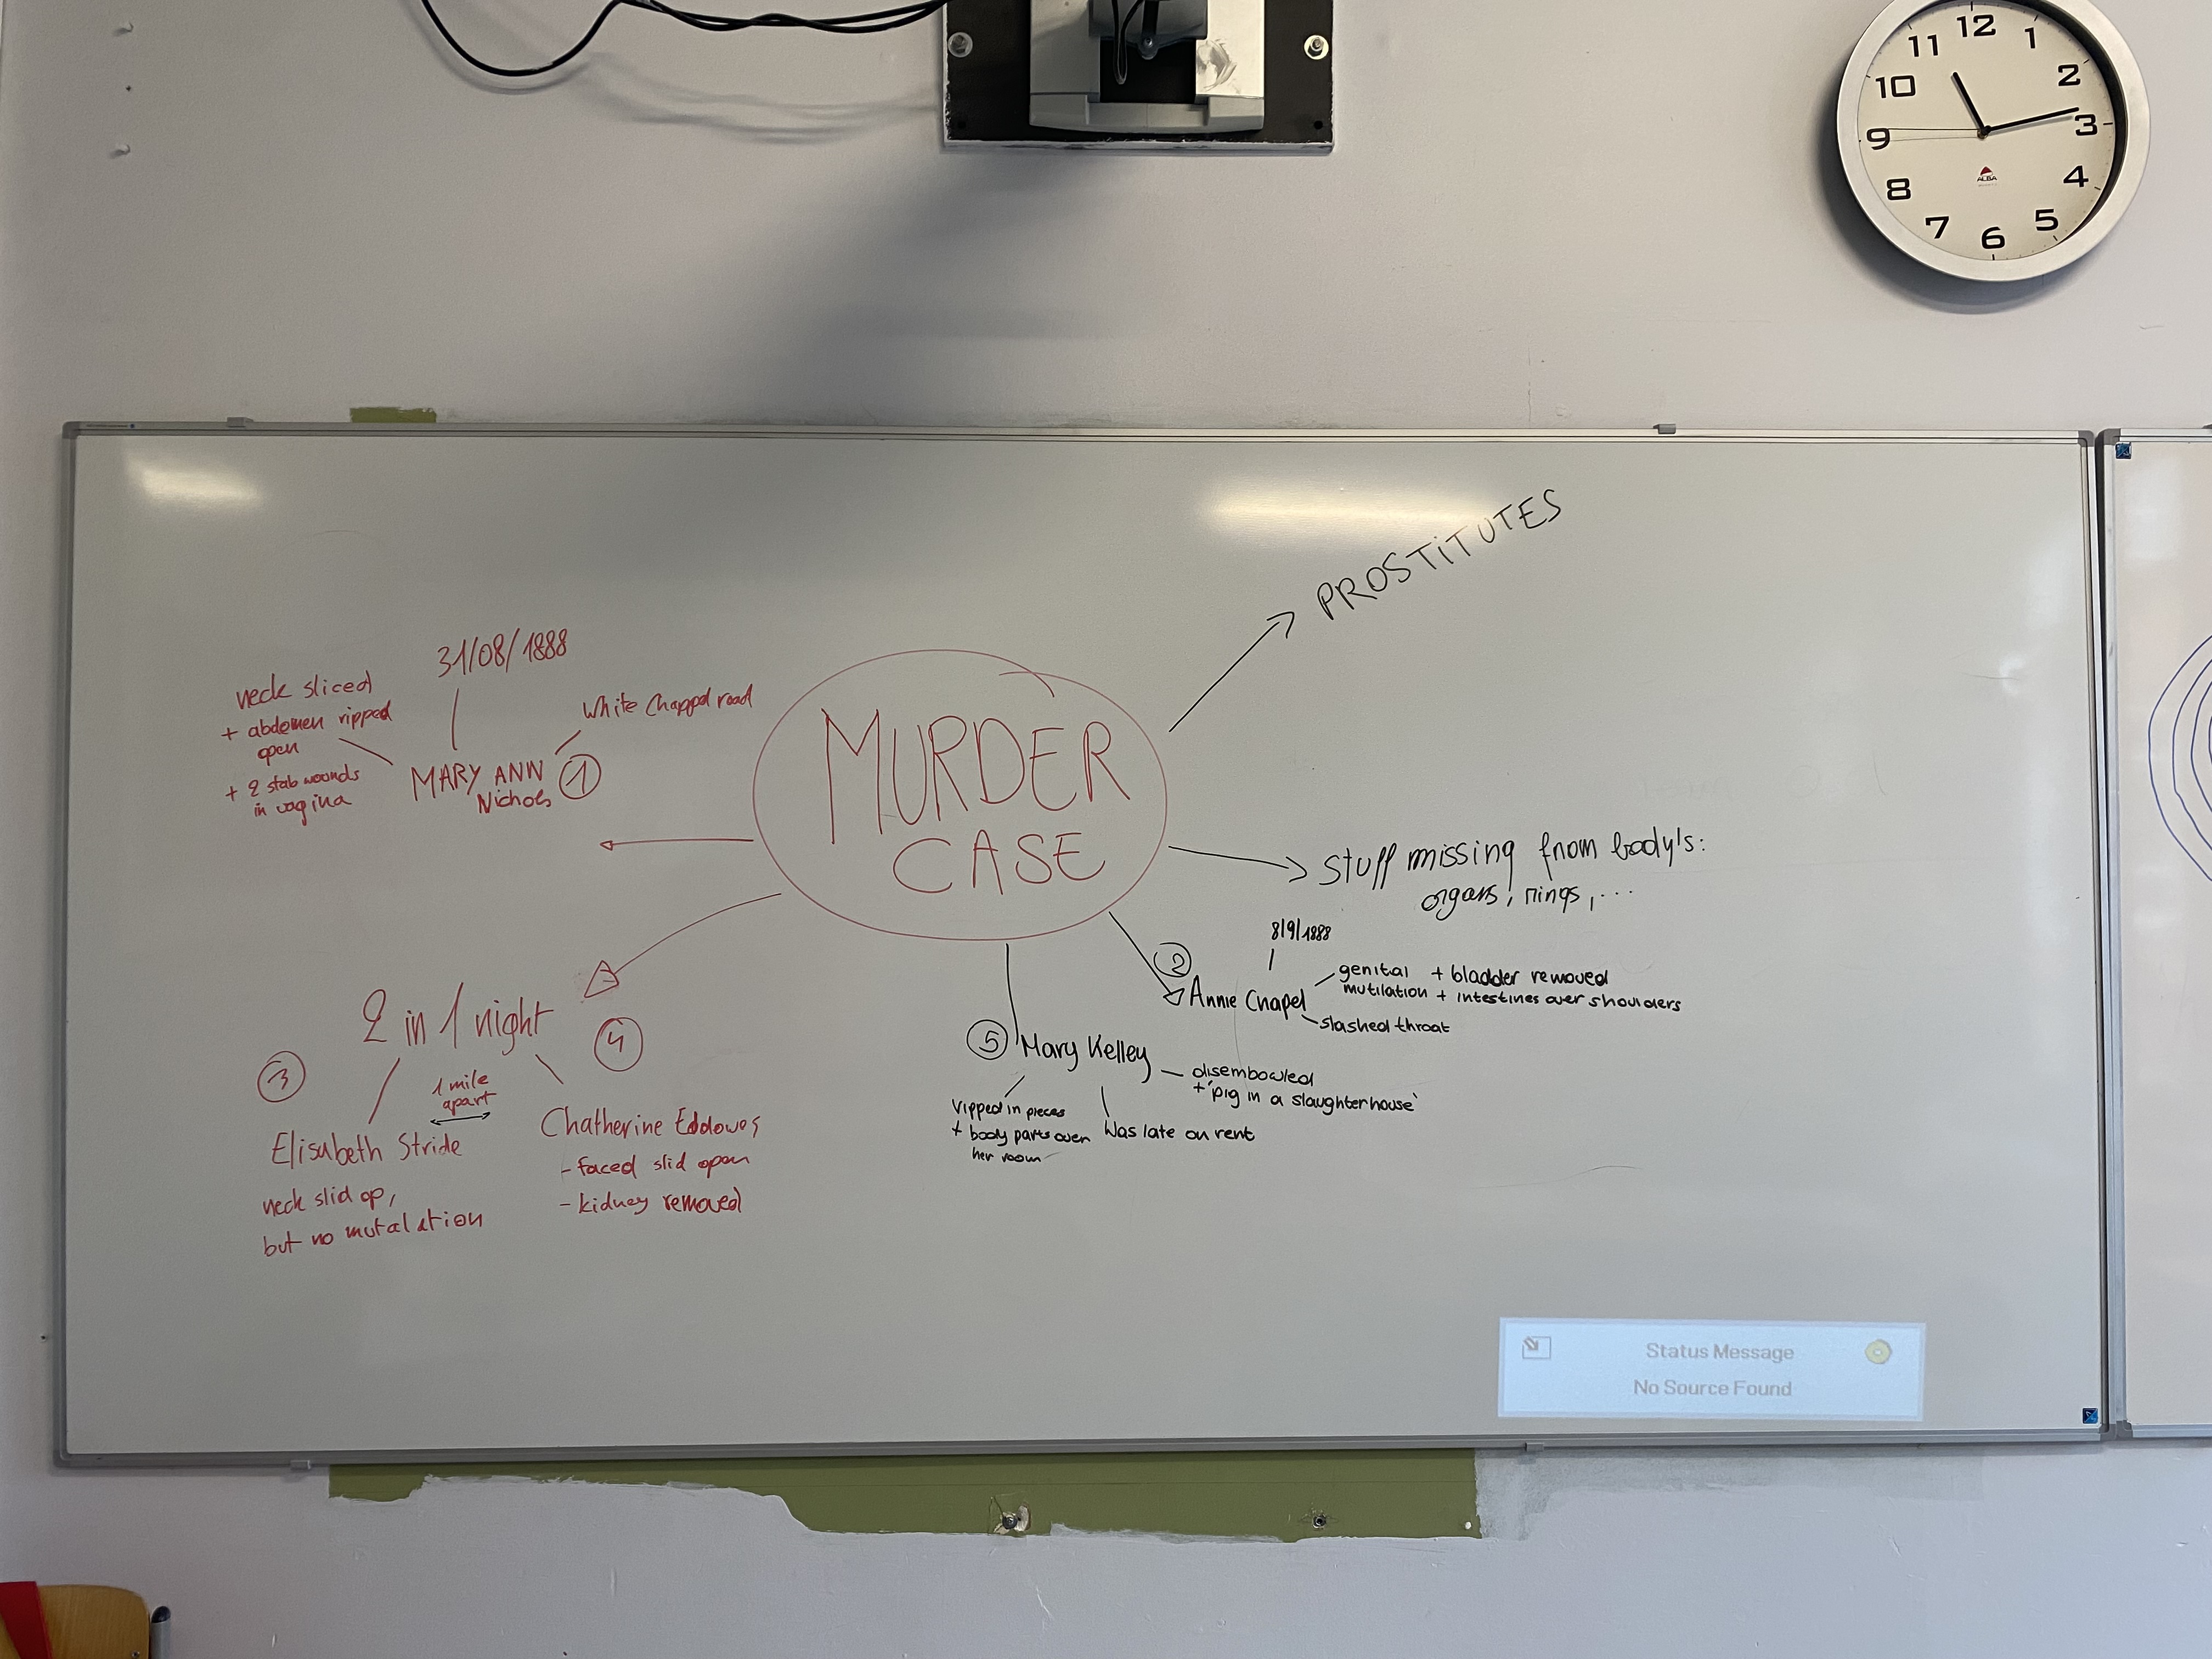 12
1
2
3
4
5
6
7
8
9
10
11
ALBA
PROSTITUTES
31/08/1888
neck sliced
+ abdomen ripped
open
+ 2 stab wounds
in vagina
White Chappel road
MARY ANN
Nichols
1
MURDER
CASE
Stuff missing from body's:
organs, rings, ...
8/9/1888
2
Annie Chapel
genital + bladder removed
mutilation + intestines over shoulders
slashed throat
2 in 1 night
3
4
1 mile
apart
Elisabeth Stride
neck slid op,
but no mutalation
Chatherine Eddowes
- faced slid open
- kidney removed
5
Mary Kelley
disembowled
+ 'pig in a slaughterhouse'
Ripped in pieces
+ body parts over
her room
Was late on rent
Status Message
No Source Found